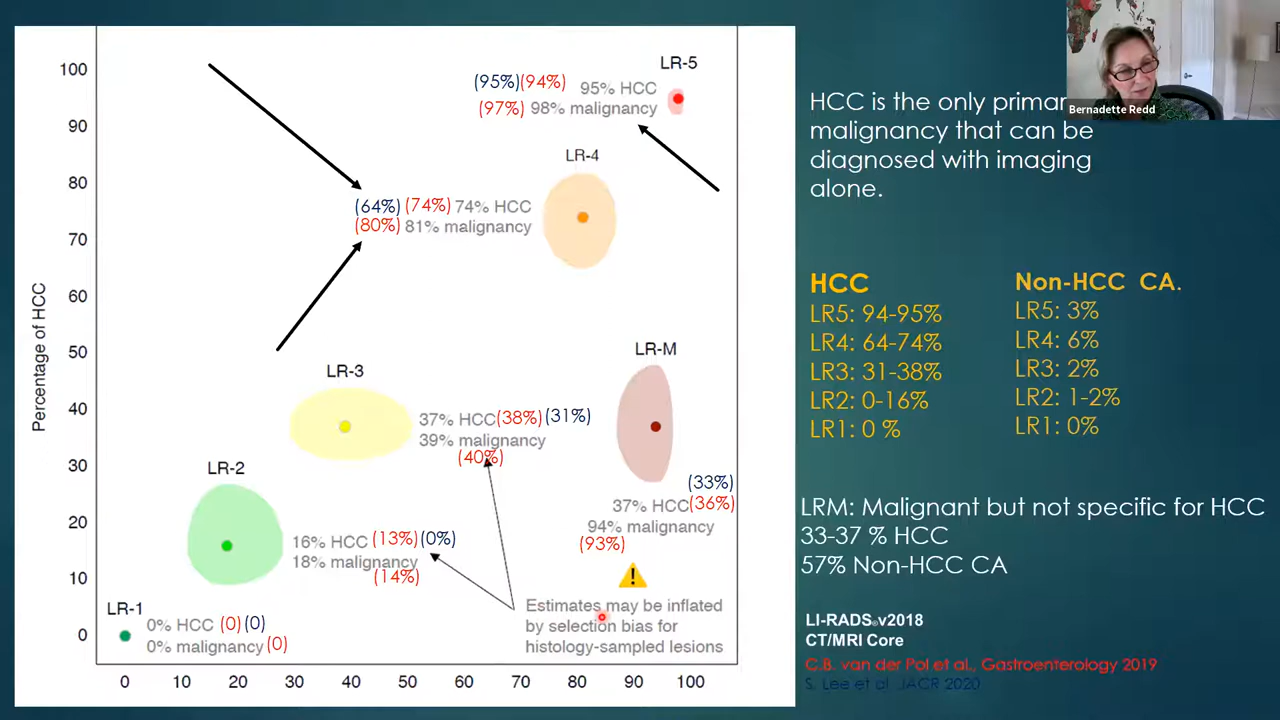 100
90
80
70
60
50
40
30
20
10
0
Percentage of HCC
0 10 20 30 40 50 60 70 80 90 100
LR-5
(95%)(94%) 95% HCC
(97%) 98% malignancy
LR-4
(64%) (74%) 74% HCC
(80%) 81% malignancy
LR-3
37% HCC(38%) (31%)
39% malignancy
(40%)
LR-M
(33%)
37% HCC(36%)
94% malignancy
(93%)
LR-2
16% HCC (13%) (0%)
18% malignancy
(14%)
LR-1
0% HCC (0) (0)
0% malignancy (0)
!
Estimates may be inflated
by selection bias for
histology-sampled lesions
Bernadette Redd
HCC is the only
malignancy that can be
diagnosed with imaging
alone.
HCC
LR5: 94-95%
LR4: 64-74%
LR3: 31-38%
LR2: 0-16%
LR1: 0 %
Non-HCC CA.
LR5: 3%
LR4: 6%
LR3: 2%
LR2: 1-2%
LR1: 0%
LRM: Malignant but not specific for HCC
33-37 % HCC
57% Non-HCC CA
LI-RADS®v2018
CT/MRI Core
C.B. van der Pol et al., Gastroenterology 2019
S. Lee et al. JACR 2020